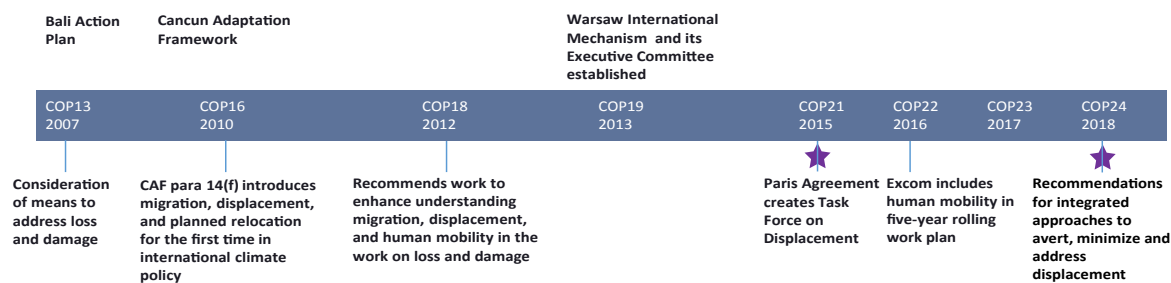 Bali Action
Plan
Cancun Adaptation
Framework
Warsaw International
Mechanism and its
Executive Committee
established
COP13
2007
COP16
2010
COP18
2012
COP19
2013
COP21
2015
COP22
2016
COP23
2017
COP24
2018
Consideration
of means to
address loss
and damage
CAF para 14(f) introduces
migration, displacement,
and planned relocation
for the first time in
international climate
policy
Recommends work to
enhance understanding
migration, displacement,
and human mobility in the
work on loss and damage
Paris Agreement
creates Task
Force on
Displacement
Excom includes
human mobility in
five-year rolling
work plan
Recommendations
for integrated
approaches to
avert, minimize and
address
displacement